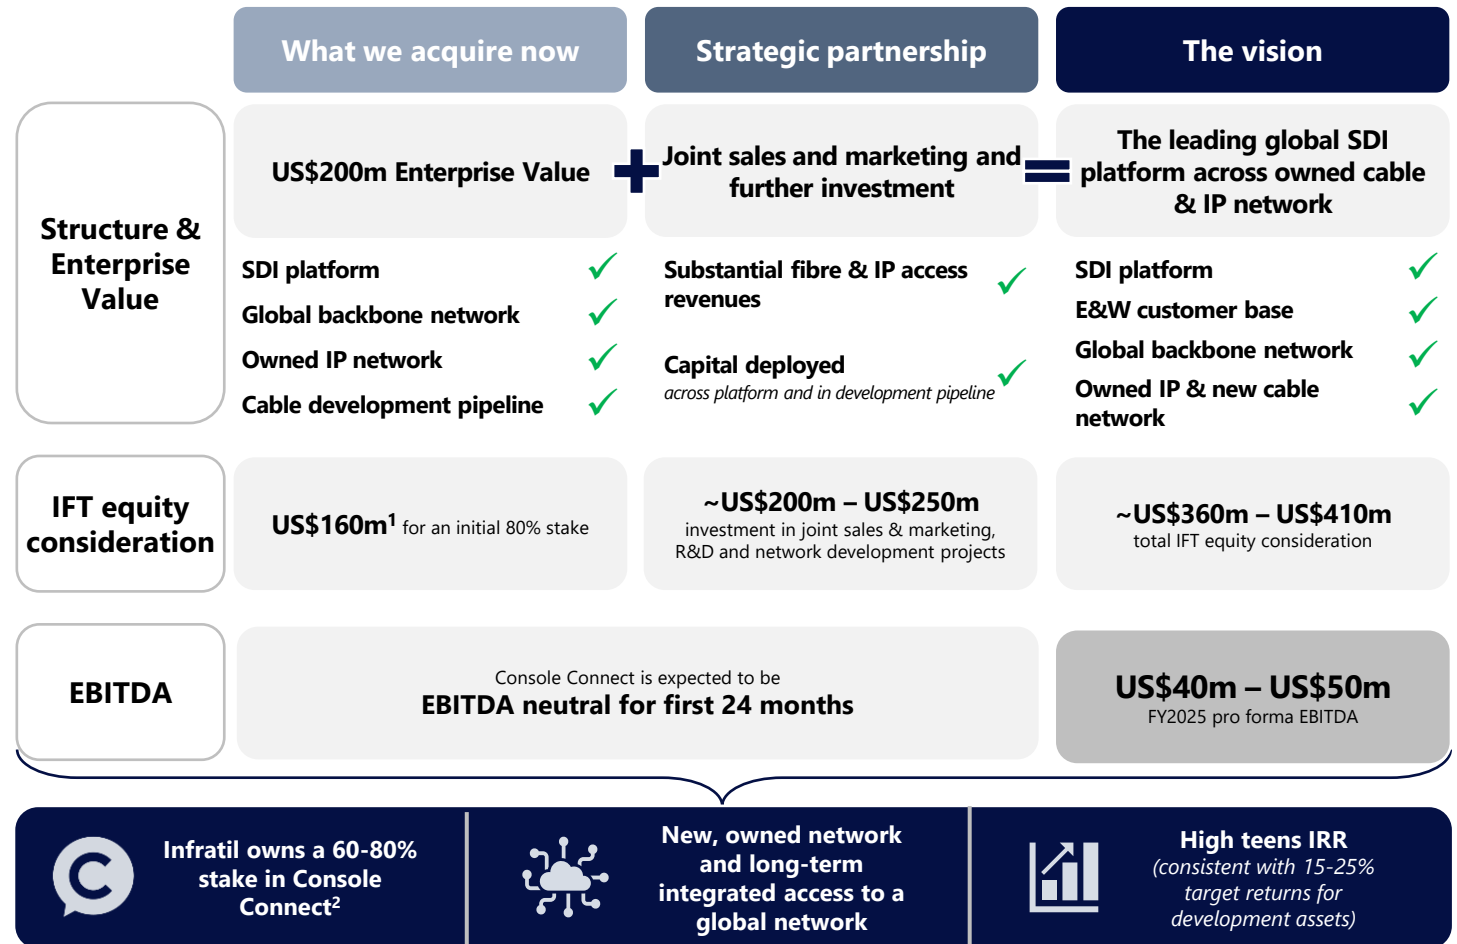 What we acquire now
Strategic partnership
The vision
Structure &
Enterprise
Value
US$200m Enterprise Value
Joint sales and marketing and
further investment
The leading global SDI
platform across owned cable
& IP network
SDI platform
Global backbone network
Owned IP network
Cable development pipeline
Substantial fibre & IP access
revenues
Capital deployed
across platform and in development pipeline
SDI platform
E&W customer base
Global backbone network
Owned IP & new cable
network
IFT equity
consideration
US$160m¹ for an initial 80% stake
~US$200m – US$250m
investment in joint sales & marketing,
R&D and network development projects
~US$360m – US$410m
total IFT equity consideration
EBITDA
Console Connect is expected to be
EBITDA neutral for first 24 months
US$40m – US$50m
FY2025 pro forma EBITDA
Infratil owns a 60-80%
stake in Console
Connect²
New, owned network
and long-term
integrated access to a
global network
High teens IRR
(consistent with 15-25%
target returns for
development assets)